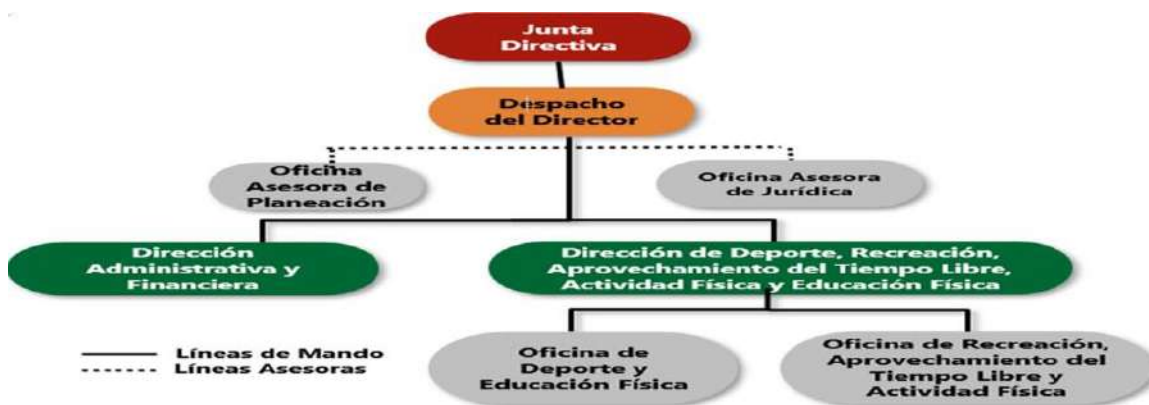 Junta
Directiva
Despacho
del Director
Oficina
Asesora de
Planeación
Oficina Asesora
de Jurídica
Dirección
Administrativa y
Financiera
Dirección de Deporte, Recreación,
Aprovechamiento del Tiempo Libre,
Actividad Física y Educación Física
Oficina de
Deporte y
Educación Física
Oficina de Recreación,
Aprovechamiento del
Tiempo Libre y
Actividad Física
Líneas de Mando
Líneas Asesoras